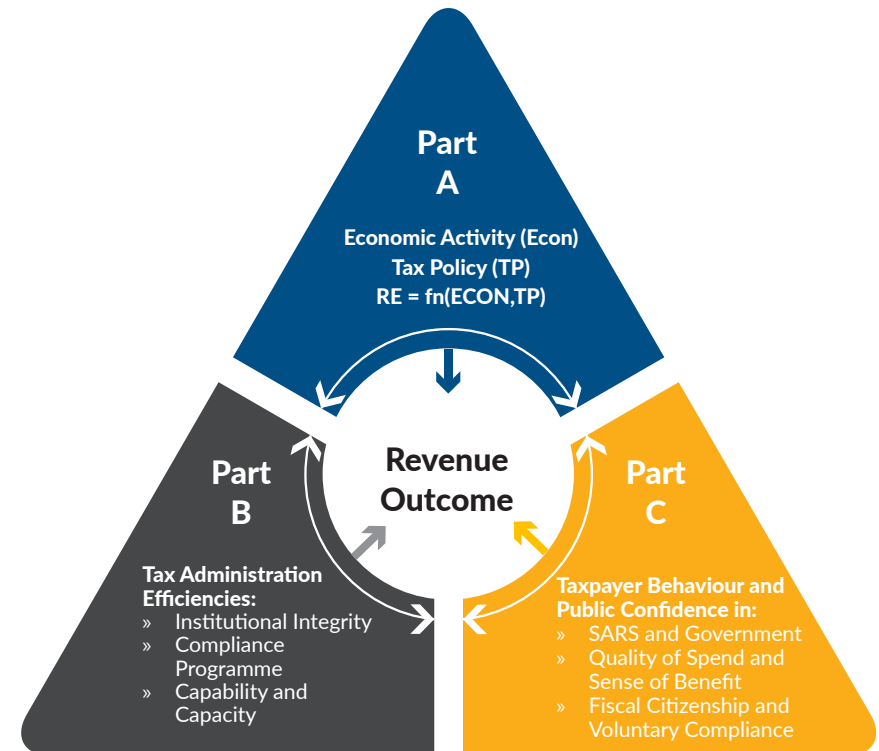 Part
A
Economic Activity (Econ)
Tax Policy (TP)
RE = fn(ECON,TP)
Revenue
Outcome
Part
B
Tax Administration
Efficiencies:
» Institutional Integrity
» Compliance
Programme
» Capability and
Capacity
Part
C
Taxpayer Behaviour and
Public Confidence in:
» SARS and Government
» Quality of Spend and
Sense of Benefit
» Fiscal Citizenship and
Voluntary Compliance